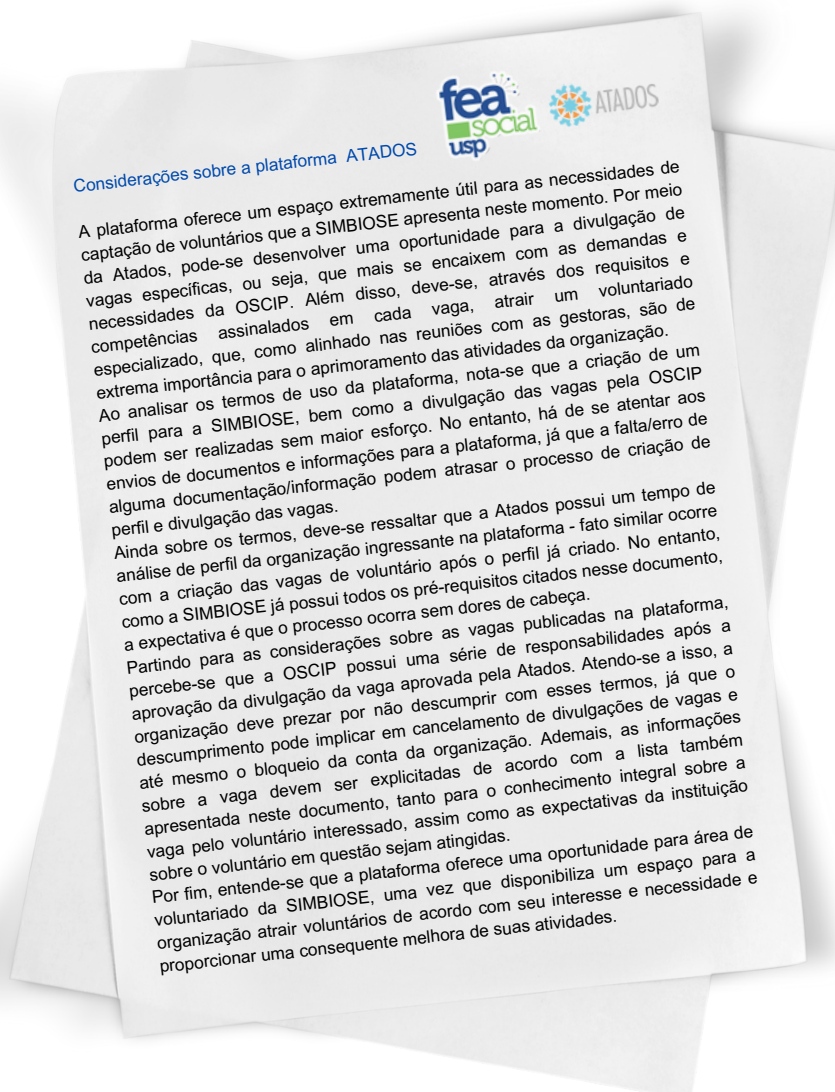 fea
social
usp
ATADOS
Considerações sobre a plataforma ATADOS
A plataforma oferece um espaço extremamente útil para as necessidades de
captação de voluntários que a SIMBIOSE apresenta neste momento. Por meio
da Atados, pode-se desenvolver uma oportunidade para a divulgação de
vagas específicas, ou seja, que mais se encaixem com as demandas e
necessidades da OSCIP. Além disso, deve-se, através dos requisitos e
competências assinalados em cada vaga, atrair um voluntariado
especializado, que, como alinhado nas reuniões com as gestoras, são de
extrema importância para o aprimoramento das atividades da organização.
Ao analisar os termos de uso da plataforma, nota-se que a criação de um
perfil para a SIMBIOSE, bem como a divulgação das vagas pela OSCIP
podem ser realizadas sem maior esforço. No entanto, há de se atentar aos
envios de documentos e informações para a plataforma, já que a falta/erro de
alguma documentação/informação podem atrasar o processo de criação de
perfil e divulgação das vagas.
Ainda sobre os termos, deve-se ressaltar que a Atados possui um tempo de
análise de perfil da organização ingressante na plataforma - fato similar ocorre
com a criação das vagas de voluntário após o perfil já criado. No entanto,
como a SIMBIOSE já possui todos os pré-requisitos citados nesse documento,
a expectativa é que o processo ocorra sem dores de cabeça.
Partindo para as considerações sobre as vagas publicadas na plataforma,
percebe-se que a OSCIP possui uma série de responsabilidades após a
aprovação da divulgação da vaga aprovada pela Atados. Atendo-se a isso, a
organização deve prezar por não descumprir com esses termos, já que o
descumprimento pode implicar em cancelamento de divulgações de vagas e
até mesmo o bloqueio da conta da organização. Ademais, as informações
sobre a vaga devem ser explicitadas de acordo com a lista também
apresentada neste documento, tanto para o conhecimento integral sobre a
vaga pelo voluntário interessado, assim como as expectativas da instituição
sobre o voluntário em questão sejam atingidas.
Por fim, entende-se que a plataforma oferece uma oportunidade para área de
voluntariado da SIMBIOSE, uma vez que disponibiliza um espaço para a
organização atrair voluntários de acordo com seu interesse e necessidade e
proporcionar uma consequente melhora de suas atividades.